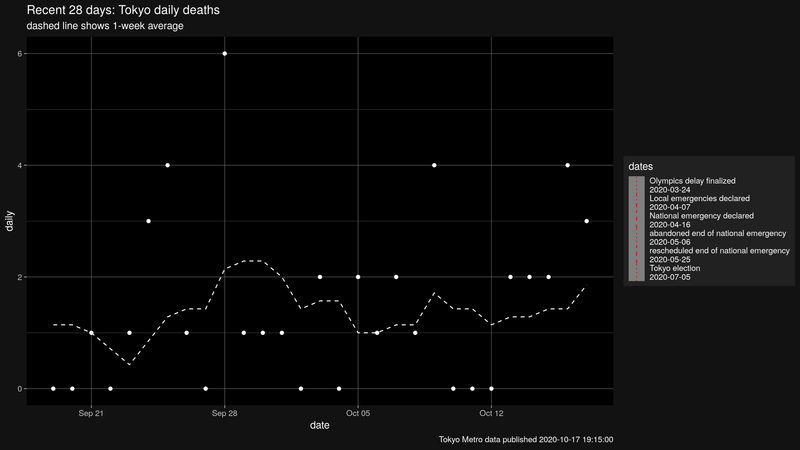 Recent 28 days: Tokyo daily deaths
dashed line shows 1-week average
daily
6
4
2
0
Sep 21
Sep 28
Oct 05
Oct 12
date
dates
Olympics delay finalized
2020-03-24
Local emergencies declared
2020-04-07
National emergency declared
2020-04-16
abandoned end of national emergency
2020-05-06
rescheduled end of national emergency
2020-05-25
Tokyo election
2020-07-05
Tokyo Metro data published 2020-10-17 19:15:00